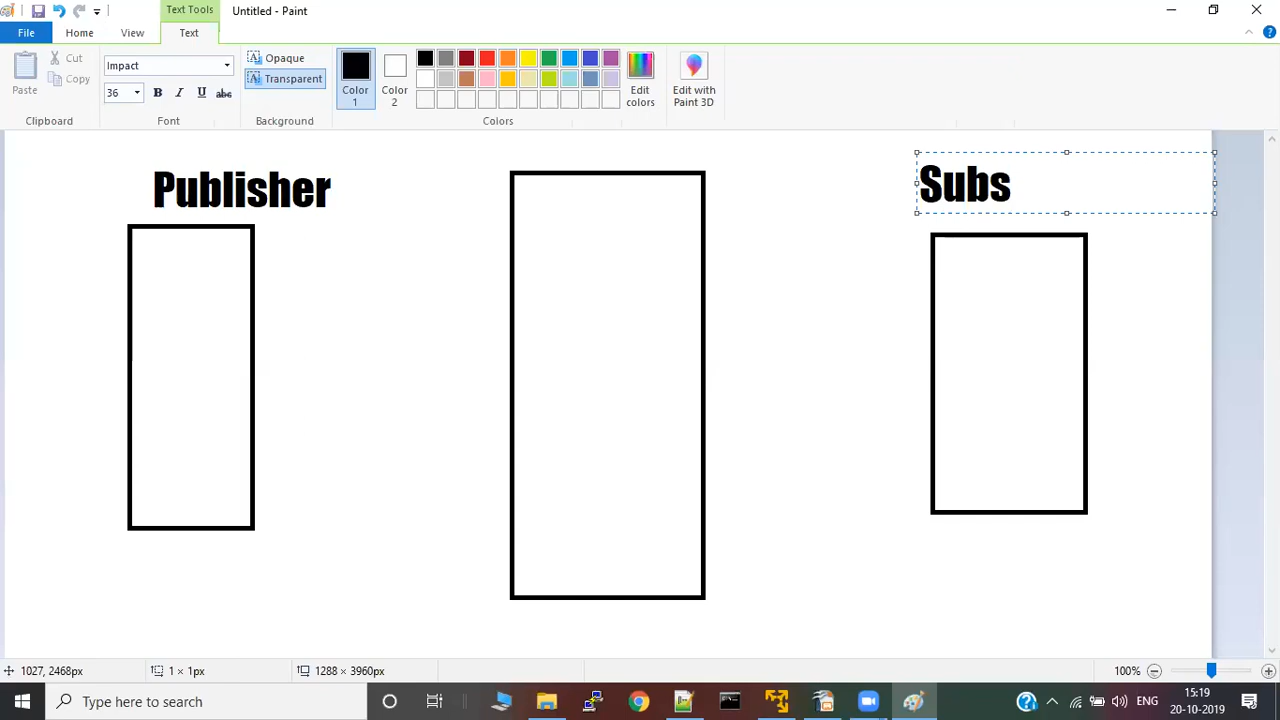 Text Tools
Untitled - Paint
File
Home
View
Text
Paste
Cut
Copy
Clipboard
Impact
36
B I U abc
Font
Opaque
Transparent
Background
Color 1
Color 2
Edit colors
Colors
Edit with Paint 3D
Publisher
Subs
1027, 2468px
1 × 1px
1288 × 3960px
100%
Type here to search
ENG
15:19
20-10-2019